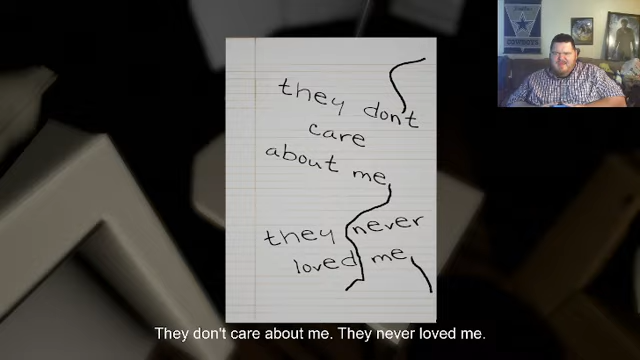 they don't
care
about me
they never
loved me
They don't care about me. They never loved me.